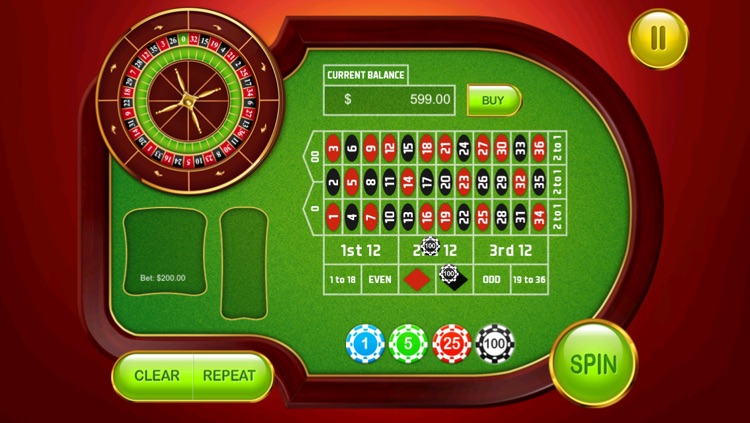 CURRENT BALANCE
$ 599.00
BUY
00 3 6 9 12 15 18 21 24 27 30 33 36 2 to 1
2 5 8 11 14 17 20 23 26 29 32 35 2 to 1
0 1 4 7 10 13 16 19 22 25 28 31 34 2 to 1
1st 12 100 12 3rd 12
1 to 18 EVEN 100 ODD 19 to 36
Bet: $200.00
1 5 25 100
CLEAR REPEAT
SPIN